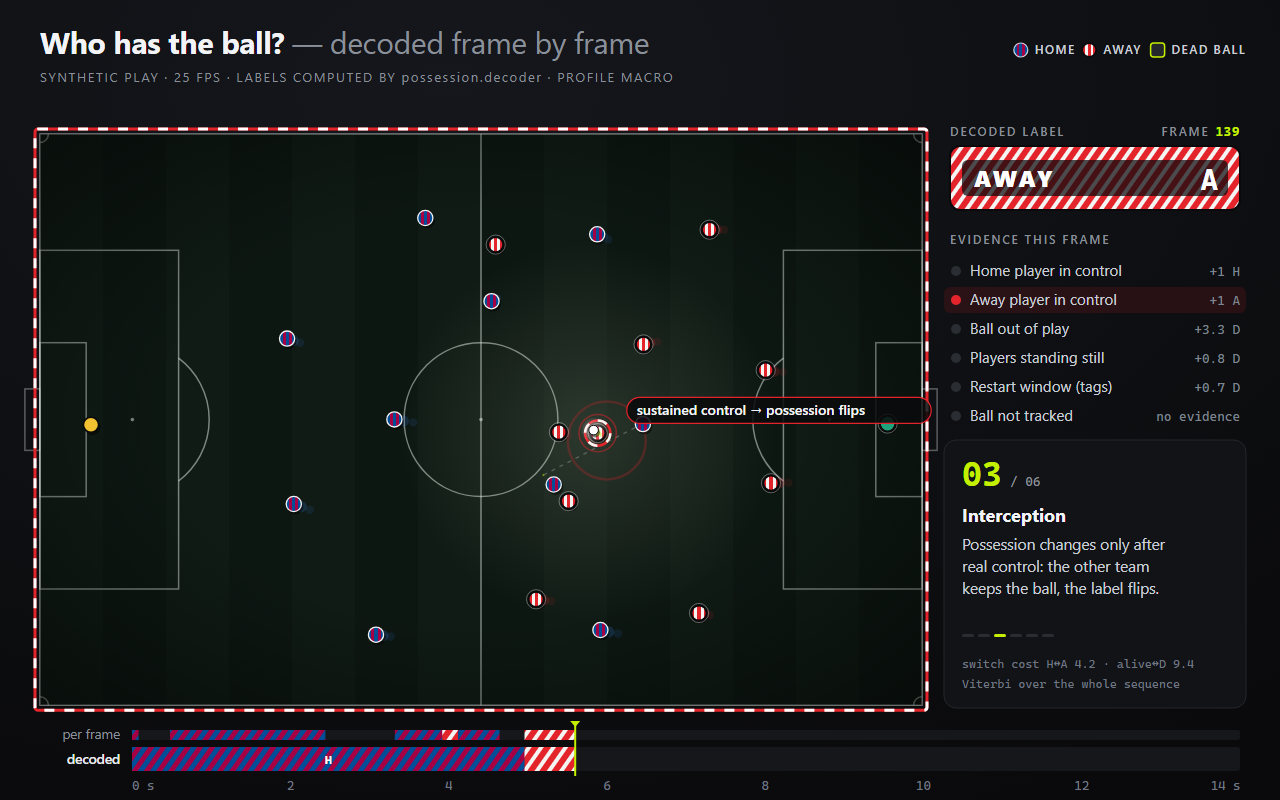 Who has the ball? — decoded frame by frame
SYNTHETIC PLAY · 25 FPS · LABELS COMPUTED BY possession.decoder · PROFILE MACRO
HOME AWAY DEAD BALL
DECODED LABEL FRAME 139
AWAY A
EVIDENCE THIS FRAME
Home player in control +1 H
Away player in control +1 A
Ball out of play +3.3 D
Players standing still +0.8 D
Restart window (tags) +0.7 D
Ball not tracked no evidence
sustained control → possession flips
03 / 06
Interception
Possession changes only after
real control: the other team
keeps the ball, the label flips.
switch cost H↔A 4.2 · alive↔D 9.4
Viterbi over the whole sequence
per frame
decoded H
0 s 2 4 6 8 10 12 14 s